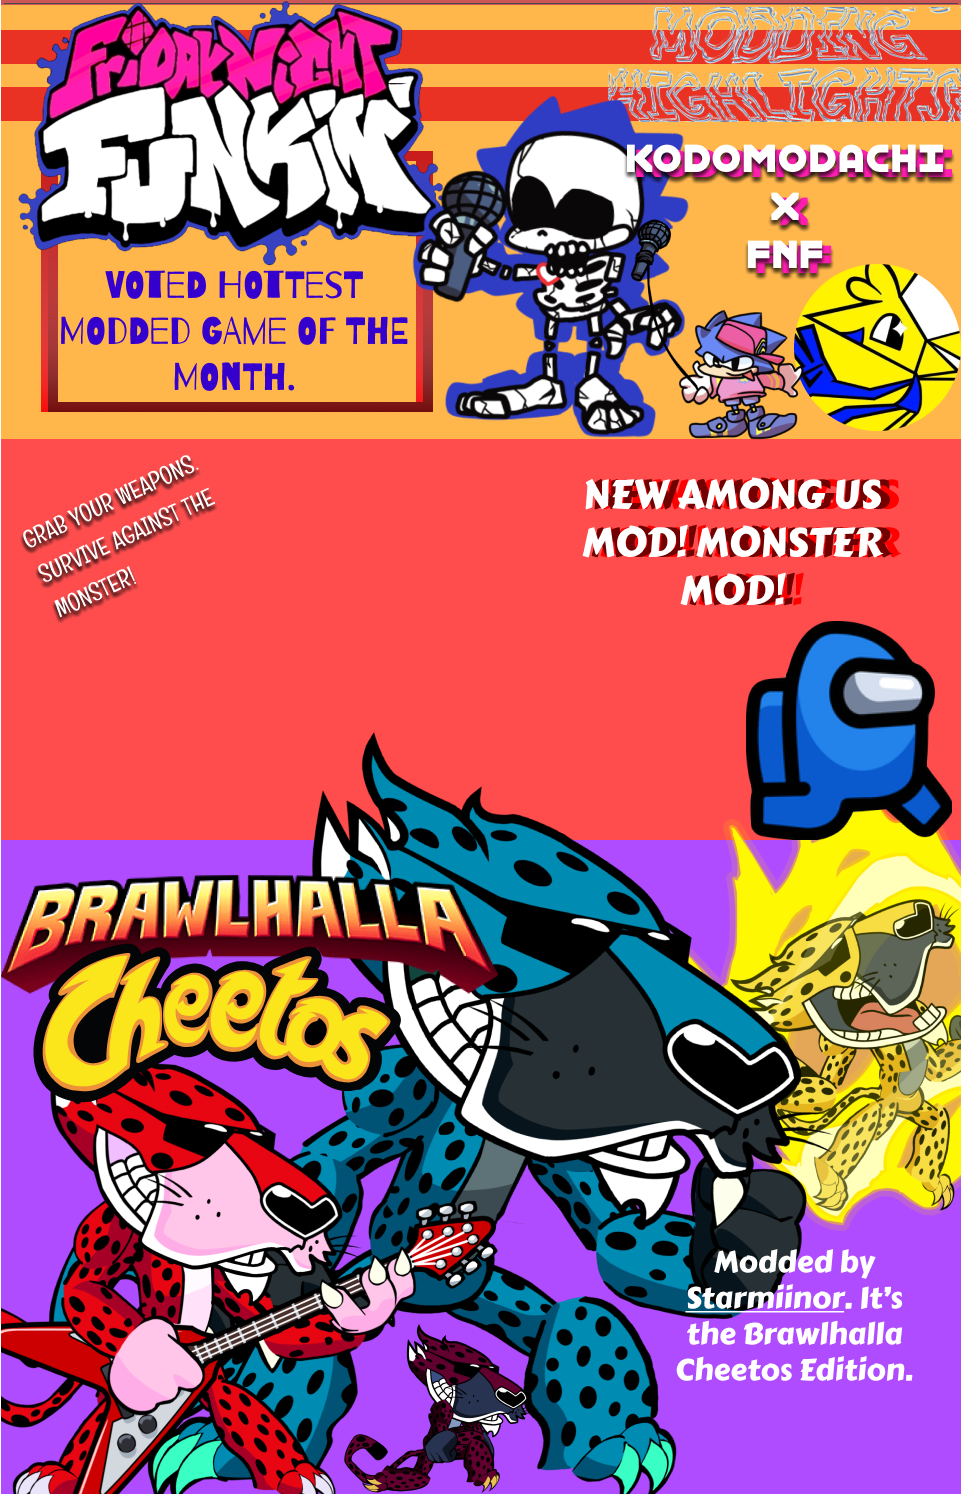 FRIDAY NIGHT
FUNKIN'
MODDING
HIGHLIGHTS
KODOMODACHI
X
FNF
VOTED HOTTEST
MODDED GAME OF THE
MONTH.
GRAB YOUR WEAPONS.
SURVIVE AGAINST THE
MONSTER!
NEW AMONG US
MOD! MONSTER
MOD!
BRAWLHALLA
Cheetos
Modded by
Starmiinor. It's
the Brawlhalla
Cheetos Edition.